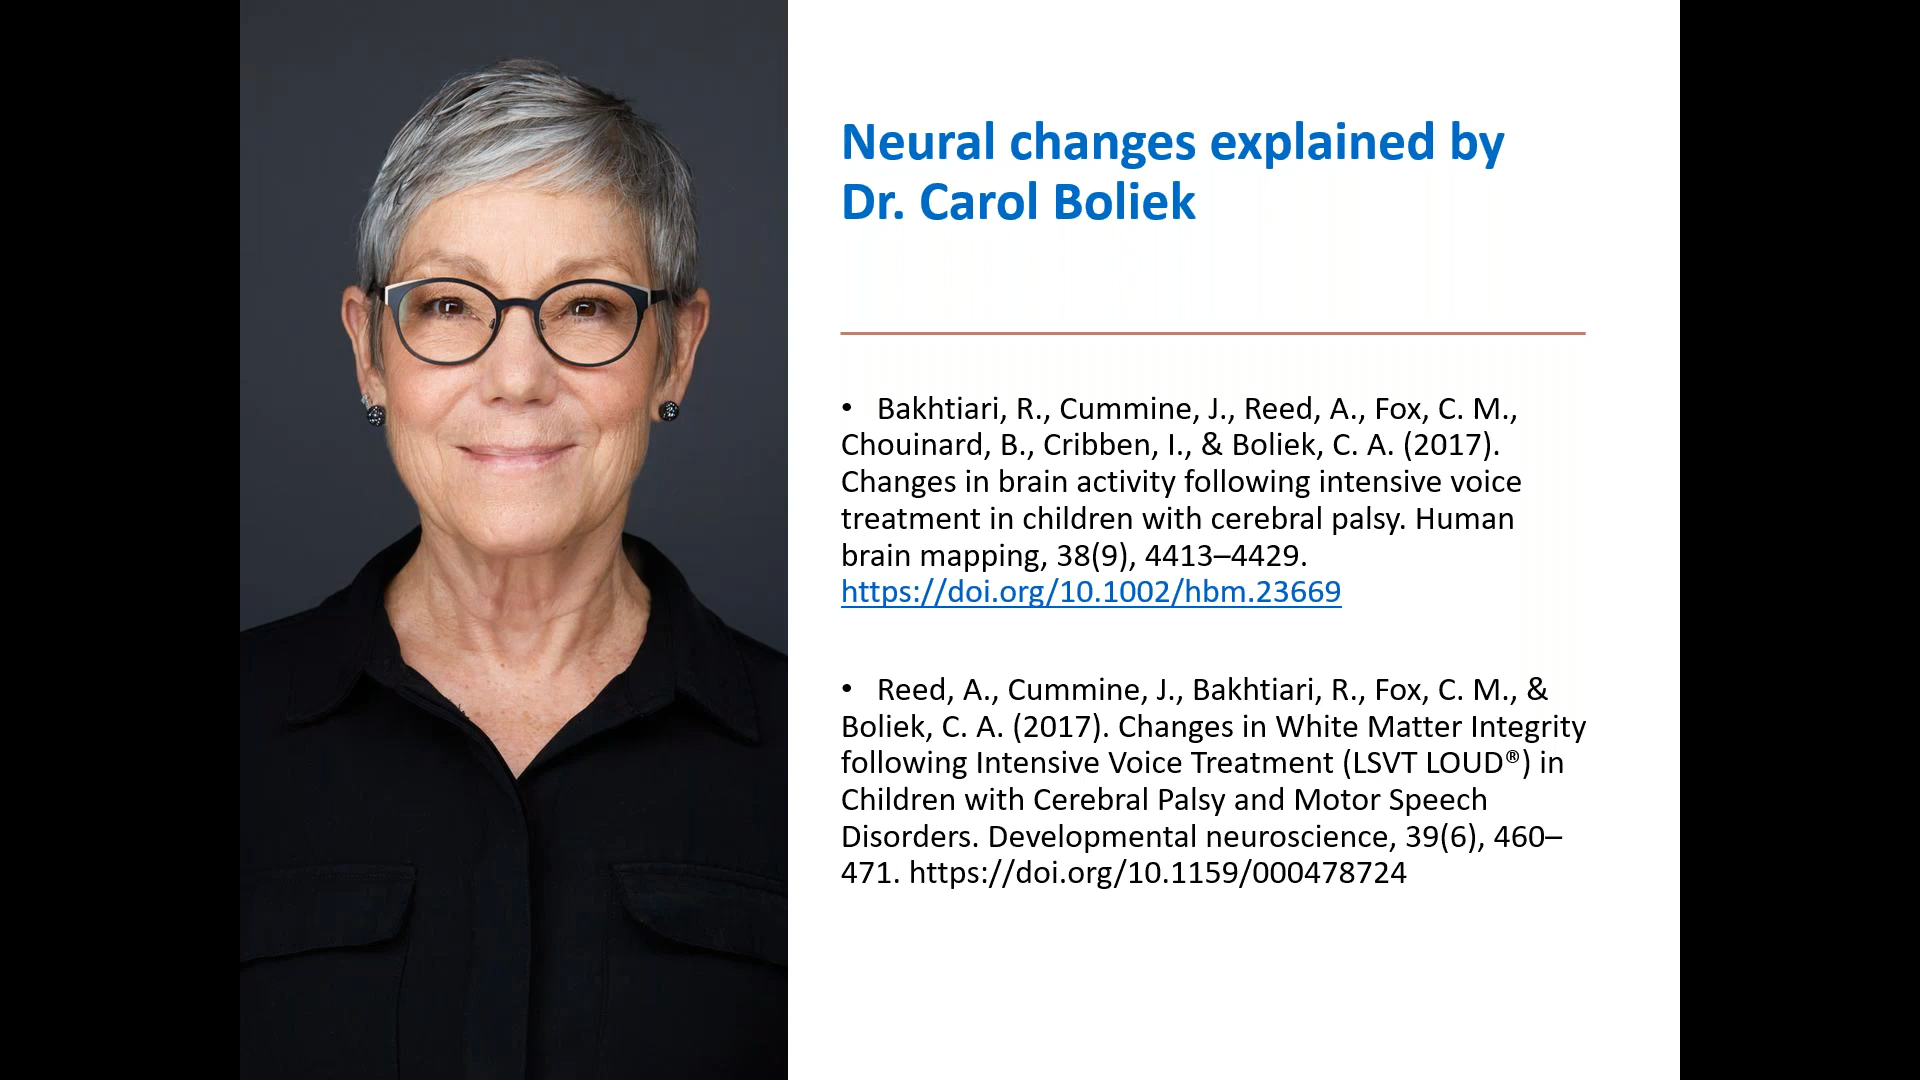 Neural changes explained by
Dr. Carol Boliek
• Bakhtiari, R., Cummine, J., Reed, A., Fox, C. M.,
Chouinard, B., Cribben, I., & Boliek, C. A. (2017).
Changes in brain activity following intensive voice
treatment in children with cerebral palsy. Human
brain mapping, 38(9), 4413–4429.
https://doi.org/10.1002/hbm.23669
• Reed, A., Cummine, J., Bakhtiari, R., Fox, C. M., &
Boliek, C. A. (2017). Changes in White Matter Integrity
following Intensive Voice Treatment (LSVT LOUD®) in
Children with Cerebral Palsy and Motor Speech
Disorders. Developmental neuroscience, 39(6), 460–
471. https://doi.org/10.1159/000478724